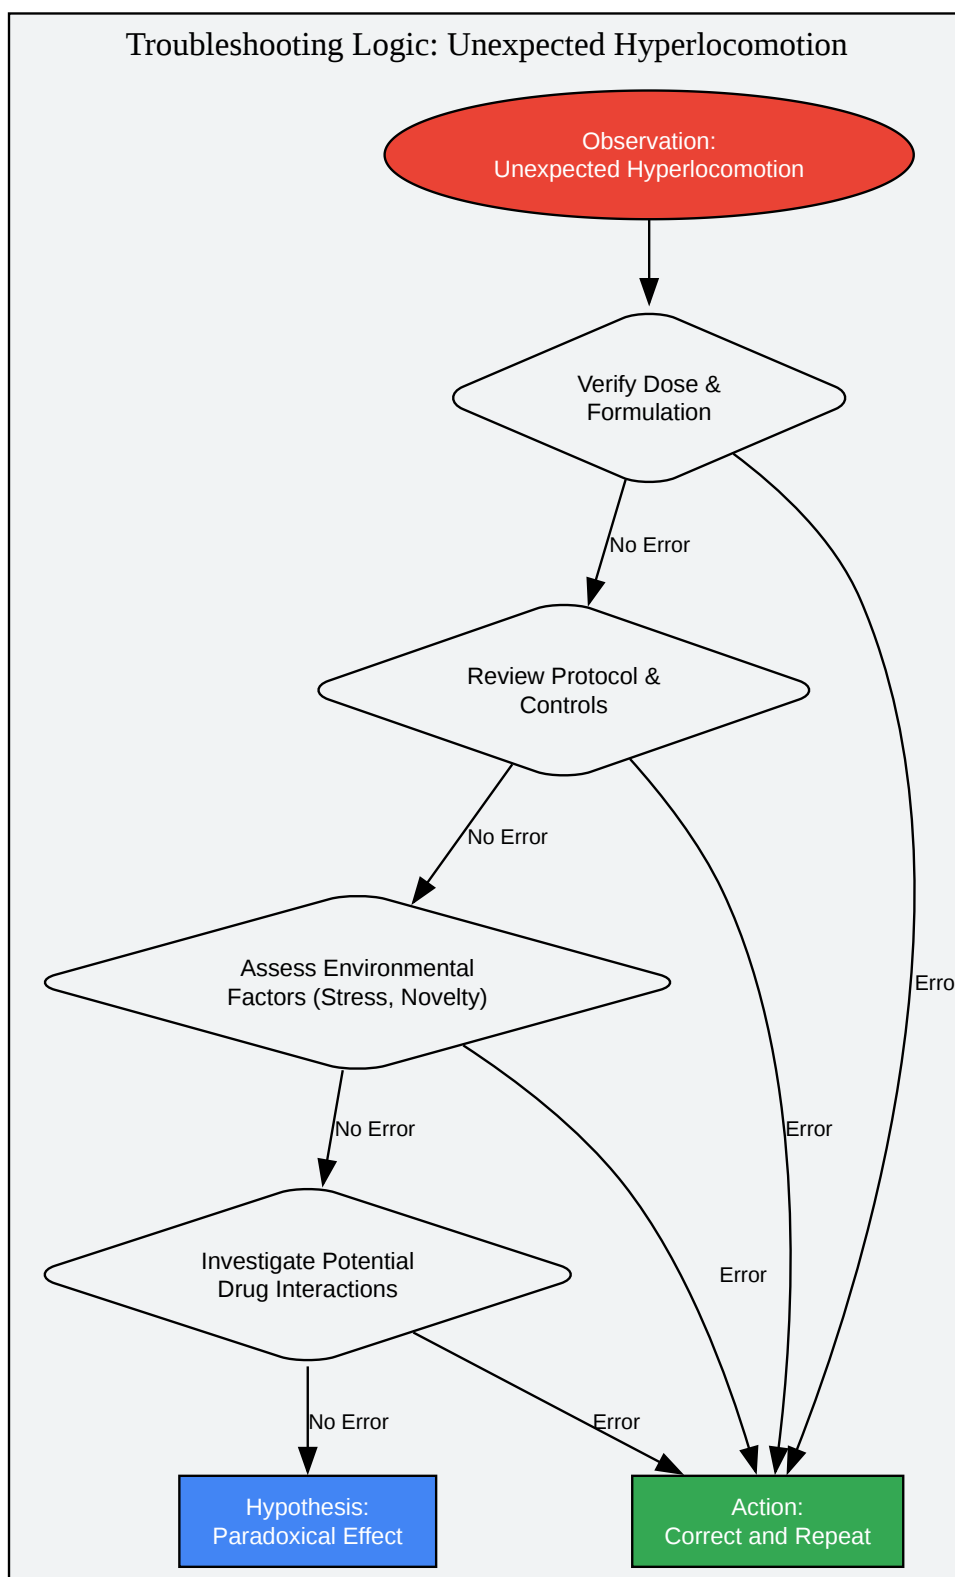 Troubleshooting Logic: Unexpected Hyperlocomotion
Observation:
Unexpected Hyperlocomotion
Verify Dose &
Formulation
No Error
Review Protocol &
Controls
No Error
Assess Environmental
Factors (Stress, Novelty)
Erro
No Error
Error
Investigate Potential
Drug Interactions
Error
No Error
Error
Hypothesis:
Paradoxical Effect
Action:
Correct and Repeat